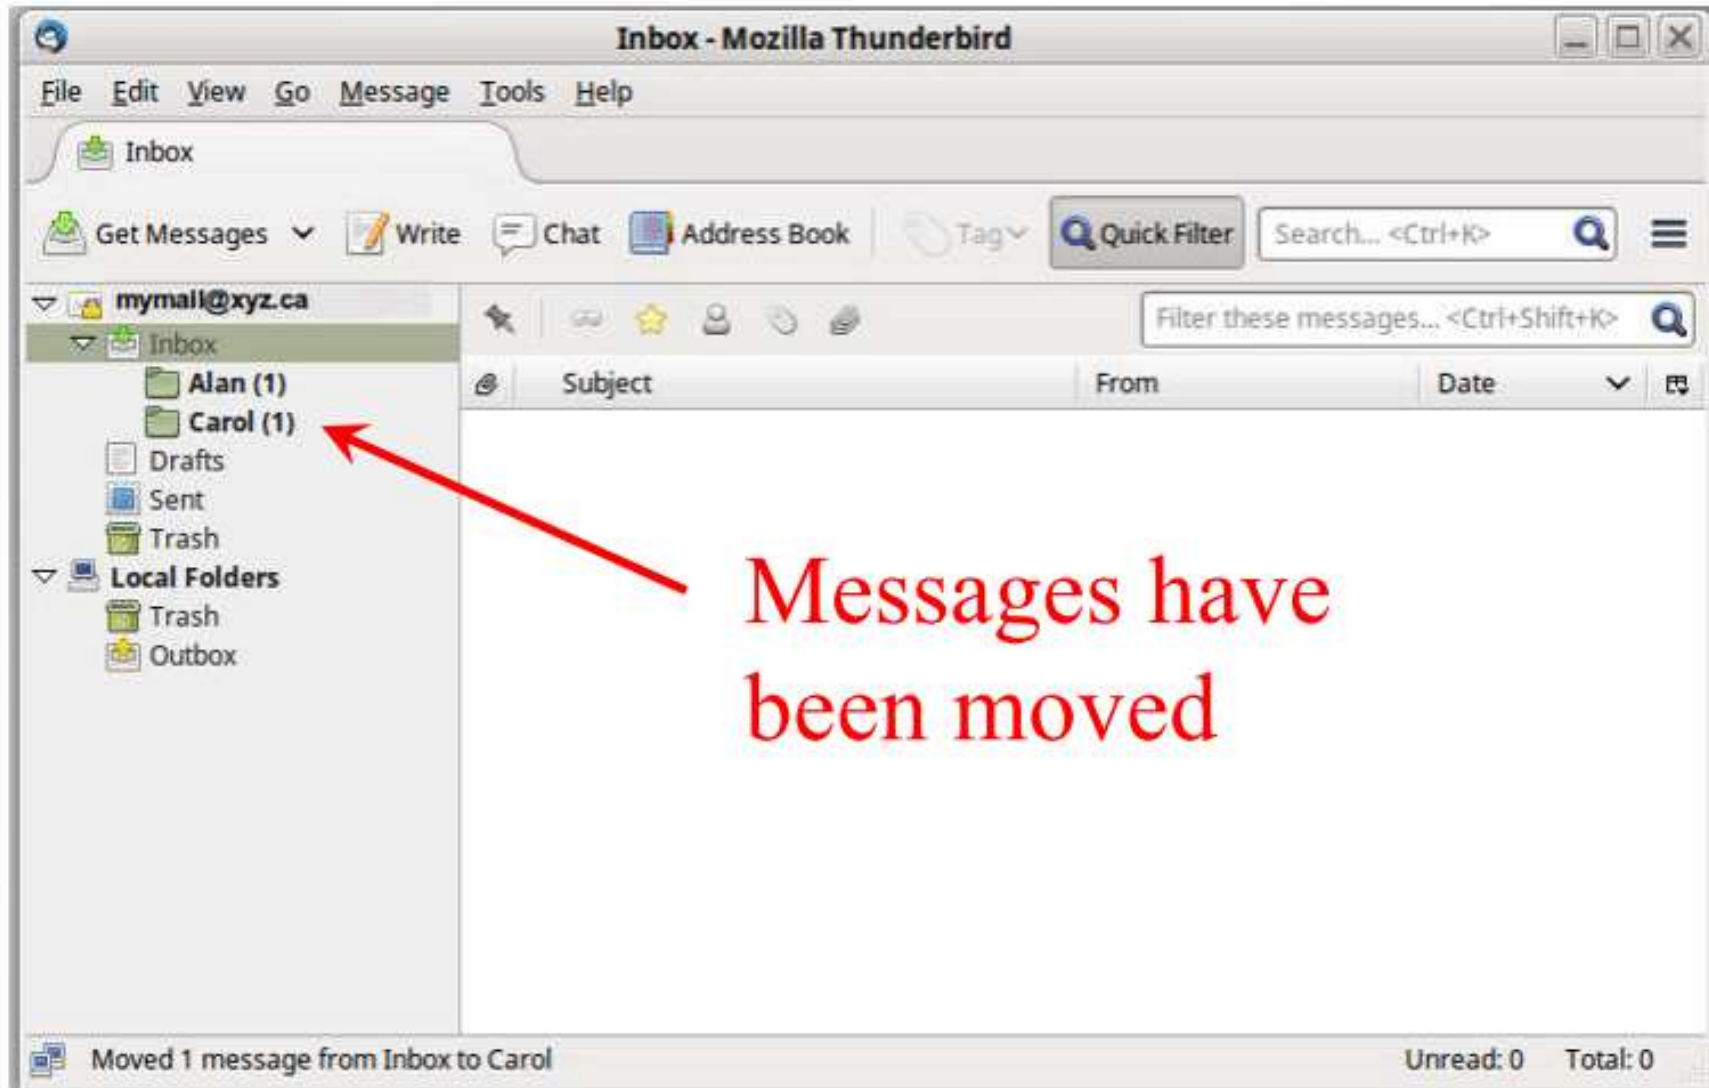 Inbox - Mozilla Thunderbird
File Edit View Go Message Tools Help
Inbox
Get Messages Write Chat Address Book Tag Quick Filter Search... <Ctrl+K>
mymail@xyz.ca
Filter these messages... <Ctrl+Shift+K>
Inbox
Alan (1)
Subject From Date
Carol (1)
Drafts
Sent
Trash
Local Folders
Trash
Outbox
Messages have
been moved
Moved 1 message from Inbox to Carol Unread: 0 Total: 0